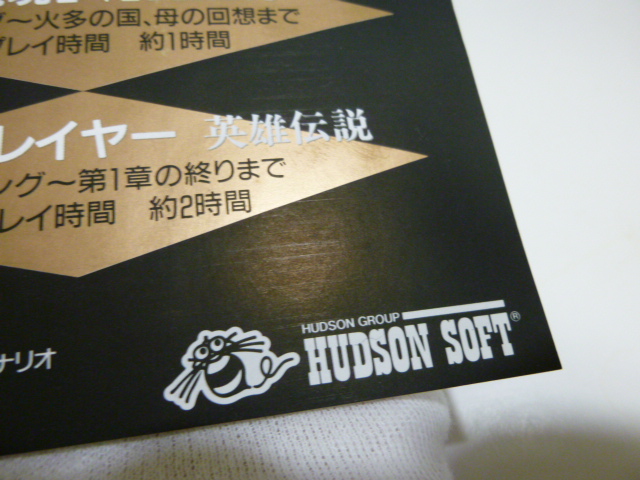 グ〜火多の国、母の回想まで
プレイ時間 約1時間
レイヤー 英雄伝説
ング〜第1章の終りまで
レイ時間 約2時間
ナリオ
HUDSON GROUP
HUDSON SOFT®